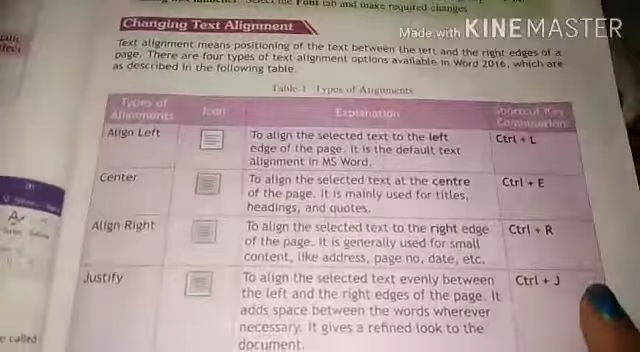 Font tab and make required changes
Changing Text Alignment
Made with KINEMASTER
Text alignment means positioning of the text between the left and the right edges of a
page. There are four types of text alignment options available in Word 2016, which are
as described in the following table.
Table 1 Types of Alignments
Types of Alignments
Icon
Explanation
Shortcut Key Combinations
Align Left
To align the selected text to the left
edge of the page. It is the default text
alignment in MS Word.
Ctrl + L
Center
To align the selected text at the centre
of the page. It is mainly used for titles,
headings, and quotes.
Ctrl + E
Align Right
To align the selected text to the right edge
of the page. It is generally used for small
content, like address, page no, date, etc.
Ctrl + R
Justify
To align the selected text evenly between
the left and the right edges of the page. It
adds space between the words wherever
necessary. It gives a refined look to the
document.
Ctrl + J
e called